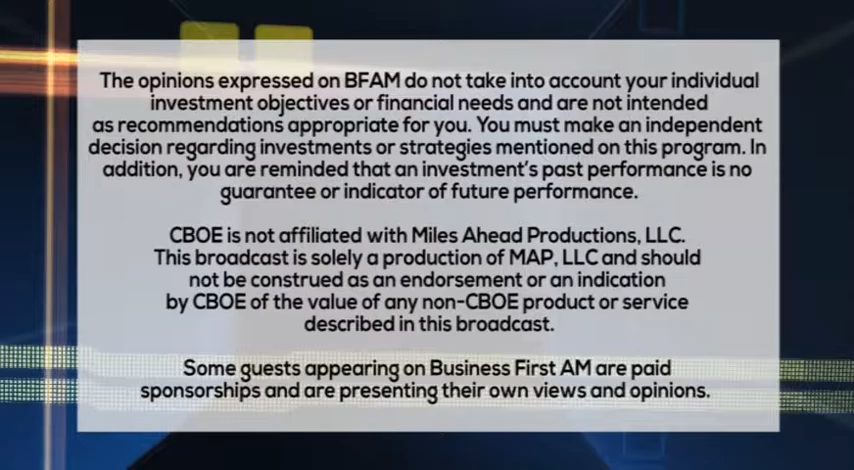 The opinions expressed on BFAM do not take into account your individual
investment objectives or financial needs and are not intended
as recommendations appropriate for you. You must make an independent
decision regarding investments or strategies mentioned on this program. In
addition, you are reminded that an investment's past performance is no
guarantee or indicator of future performance.
CBOE is not affiliated with Miles Ahead Productions, LLC.
This broadcast is solely a production of MAP, LLC and should
not be construed as an endorsement or an indication
by CBOE of the value of any non-CBOE product or service
described in this broadcast.
Some guests appearing on Business First AM are paid
sponsorships and are presenting their own views and opinions.